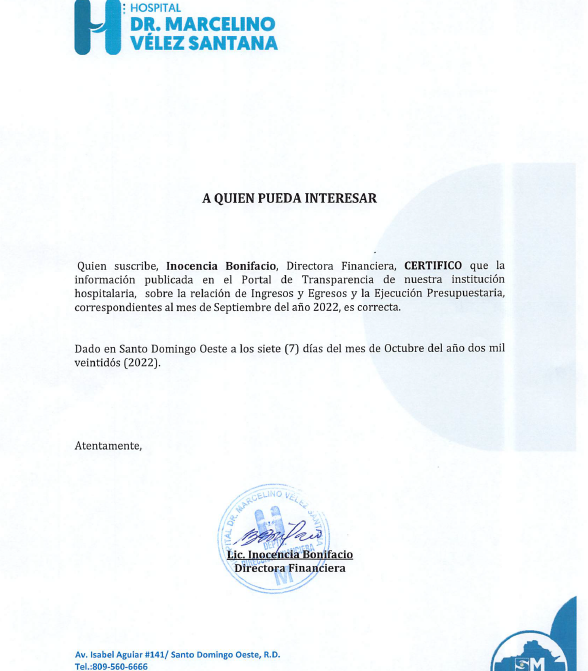 HOSPITAL
DR. MARCELINO
VÉLEZ SANTANA
A QUIEN PUEDA INTERESAR
Quien suscribe, Inocencia Bonifacio, Directora Financiera, CERTIFICO que la
información publicada en el Portal de Transparencia de nuestra institución
hospitalaria, sobre la relación de Ingresos y Egresos y la Ejecución Presupuestaria,
correspondientes al mes de Septiembre del año 2022, es correcta.
Dado en Santo Domingo Oeste a los siete (7) días del mes de Octubre del año dos mil
veintidós (2022).
Atentamente,
Lic. Inocencia Bonifacio
Directora Financiera
Av. Isabel Aguiar #141/ Santo Domingo Oeste, R.D.
Tel.:809-560-6666